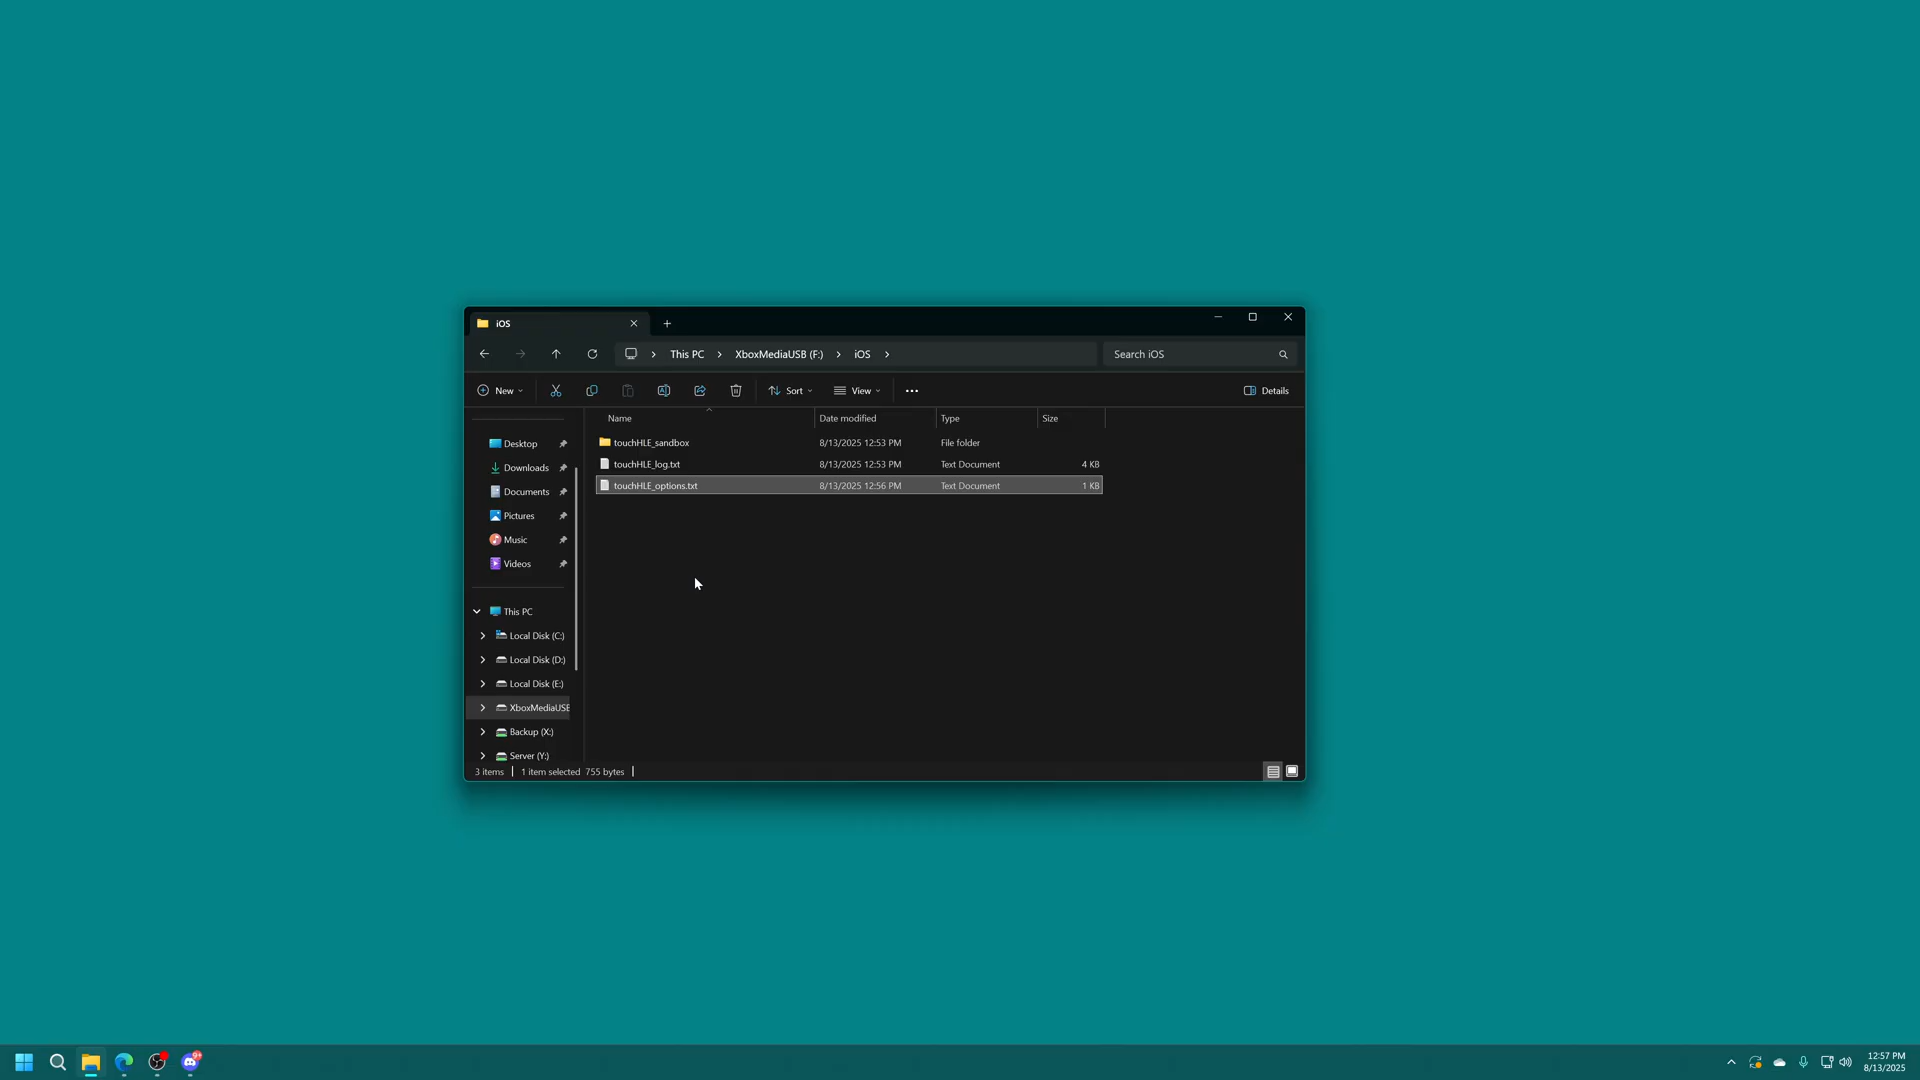 iOS
This PC XboxMediaUSB (F:) iOS
Search iOS
New
Sort
View
Details
Name Date modified Type Size
touchHLE_sandbox 8/13/2025 12:53 PM File folder
touchHLE_log.txt 8/13/2025 12:53 PM Text Document 4 KB
touchHLE_options.txt 8/13/2025 12:56 PM Text Document 1 KB
Desktop
Downloads
Documents
Pictures
Music
Videos
This PC
Local Disk (C:)
Local Disk (D:)
Local Disk (E:)
XboxMediaUSB
Backup (X:)
Server (Y:)
3 items 1 item selected 755 bytes
9+
12:57 PM
8/13/2025